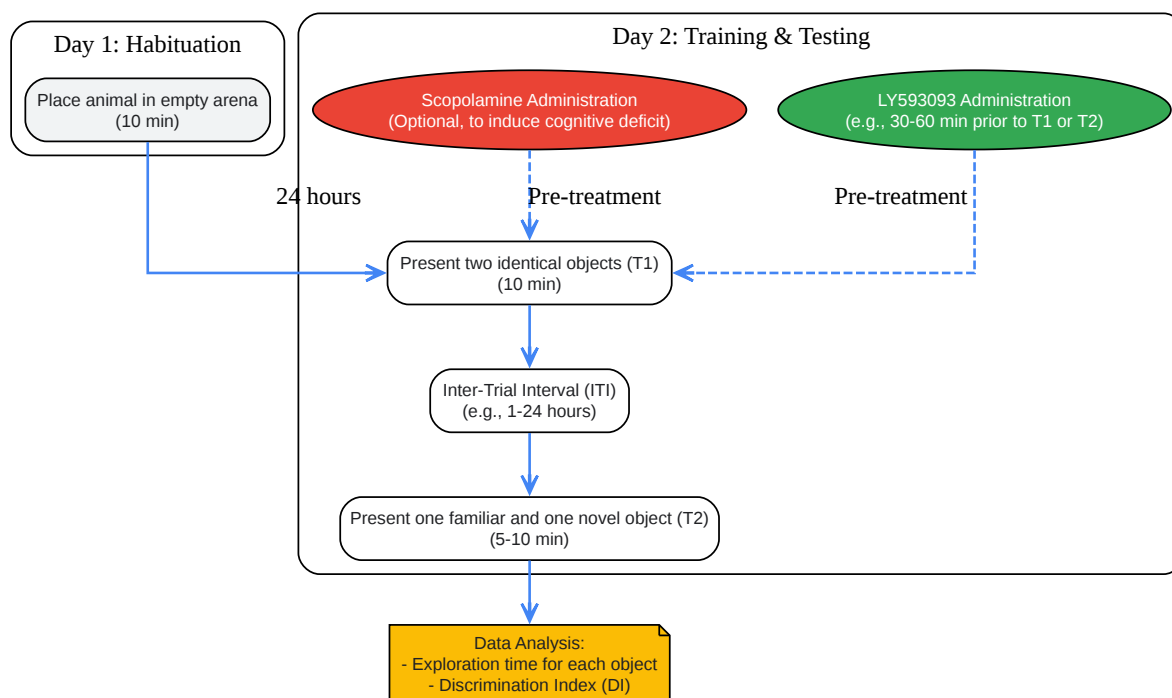 Day 1: Habituation
Place animal in empty arena
(10 min)
Day 2: Training & Testing
Scopolamine Administration
(Optional, to induce cognitive deficit)
LY593093 Administration
(e.g., 30-60 min prior to T1 or T2)
24 hours
Pre-treatment
Pre-treatment
Present two identical objects (T1)
(10 min)
Inter-Trial Interval (ITI)
(e.g., 1-24 hours)
Present one familiar and one novel object (T2)
(5-10 min)
Data Analysis:
- Exploration time for each object
- Discrimination Index (DI)